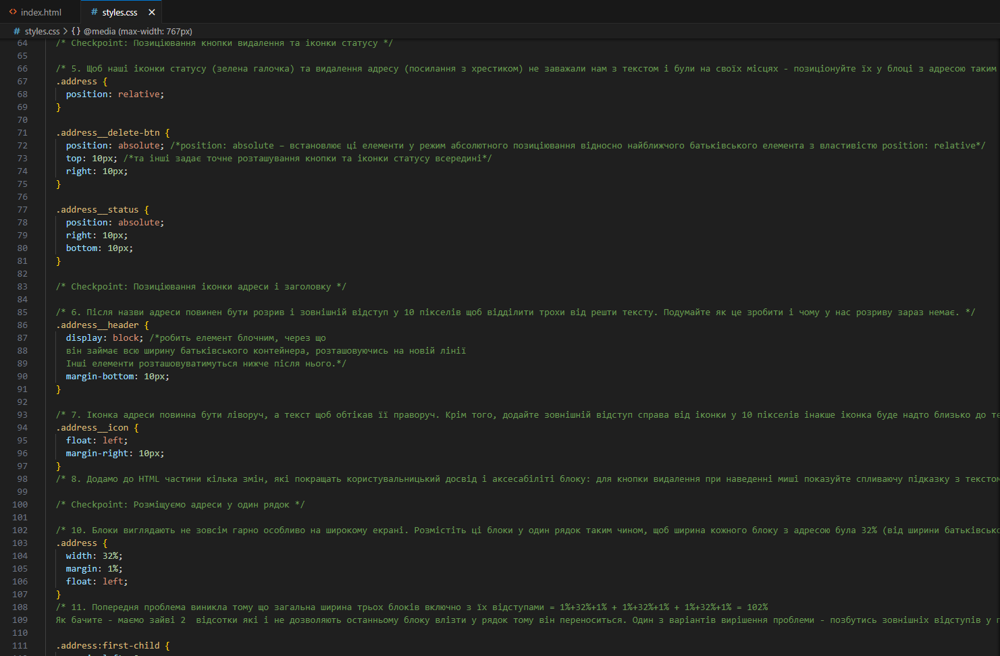 index.html
# styles.css ✕
# styles.css > {} @media (max-width: 767px)
64 /* Checkpoint: Позиціювання кнопки видалення та іконки статусу */
65
66 /* 5. Щоб наші іконки статусу (зелена галочка) та видалення адресу (посилання з хрестиком) не заважали нам з текстом і були на своїх місцях - позиціонуйте їх у блоці з адресою таким
67 .address {
68 position: relative;
69 }
70
71 .address__delete-btn {
72 position: absolute; /*position: absolute – встановлює ці елементи у режим абсолютного позиціювання відносно найближчого батьківського елемента з властивістю position: relative*/
73 top: 10px; /*та інші задає точне розташування кнопки та іконки статусу всередині*/
74 right: 10px;
75 }
76
77 .address__status {
78 position: absolute;
79 right: 10px;
80 bottom: 10px;
81 }
82
83 /* Checkpoint: Позиціювання іконки адреси і заголовку */
84
85 /* 6. Після назви адреси повинен бути розрив і зовнішній відступ у 10 пікселів щоб відділити трохи від решти тексту. Подумайте як це зробити і чому у нас розриву зараз немає. */
86 .address__header {
87 display: block; /*робить елемент блочним, через що
88 він займає всю ширину батьківського контейнера, розташовуючись на новій лінії
89 Інші елементи розташовуватимуться нижче після нього.*/
90 margin-bottom: 10px;
91 }
92
93 /* 7. Іконка адреси повинна бути ліворуч, а текст щоб обтікав її праворуч. Крім того, додайте зовнішній відступ справа від іконки у 10 пікселів інакше іконка буде надто близько до
94 .address__icon {
95 float: left;
96 margin-right: 10px;
97 }
98 /* 8. Додамо до HTML частини кілька змін, які покращать користувальницький досвід і аксесабіліті блоку: для кнопки видалення при наведенні миші показуйте спливаючу підказку з текстом
99
100 /* Checkpoint: Розміщуємо адреси у один рядок */
101
102 /* 10. Блоки виглядають не зовсім гарно особливо на широкому екрані. Розмістіть ці блоки у один рядок таким чином, щоб ширина кожного блоку з адресою була 32% (від ширини батьківсько
103 .address {
104 width: 32%;
105 margin: 1%;
106 float: left;
107 }
108 /* 11. Попередня проблема виникла тому що загальна ширина трьох блоків включно з їх відступами = 1%+32%+1% + 1%+32%+1% + 1%+32%+1% = 102%
109 Як бачите - маємо зайві 2  відсотки які і не дозволяють останньому блоку влізти у рядок тому він переноситься. Один з варіантів вирішення проблеми - позбутись зовнішніх відступів у
110
111 .address:first-child {